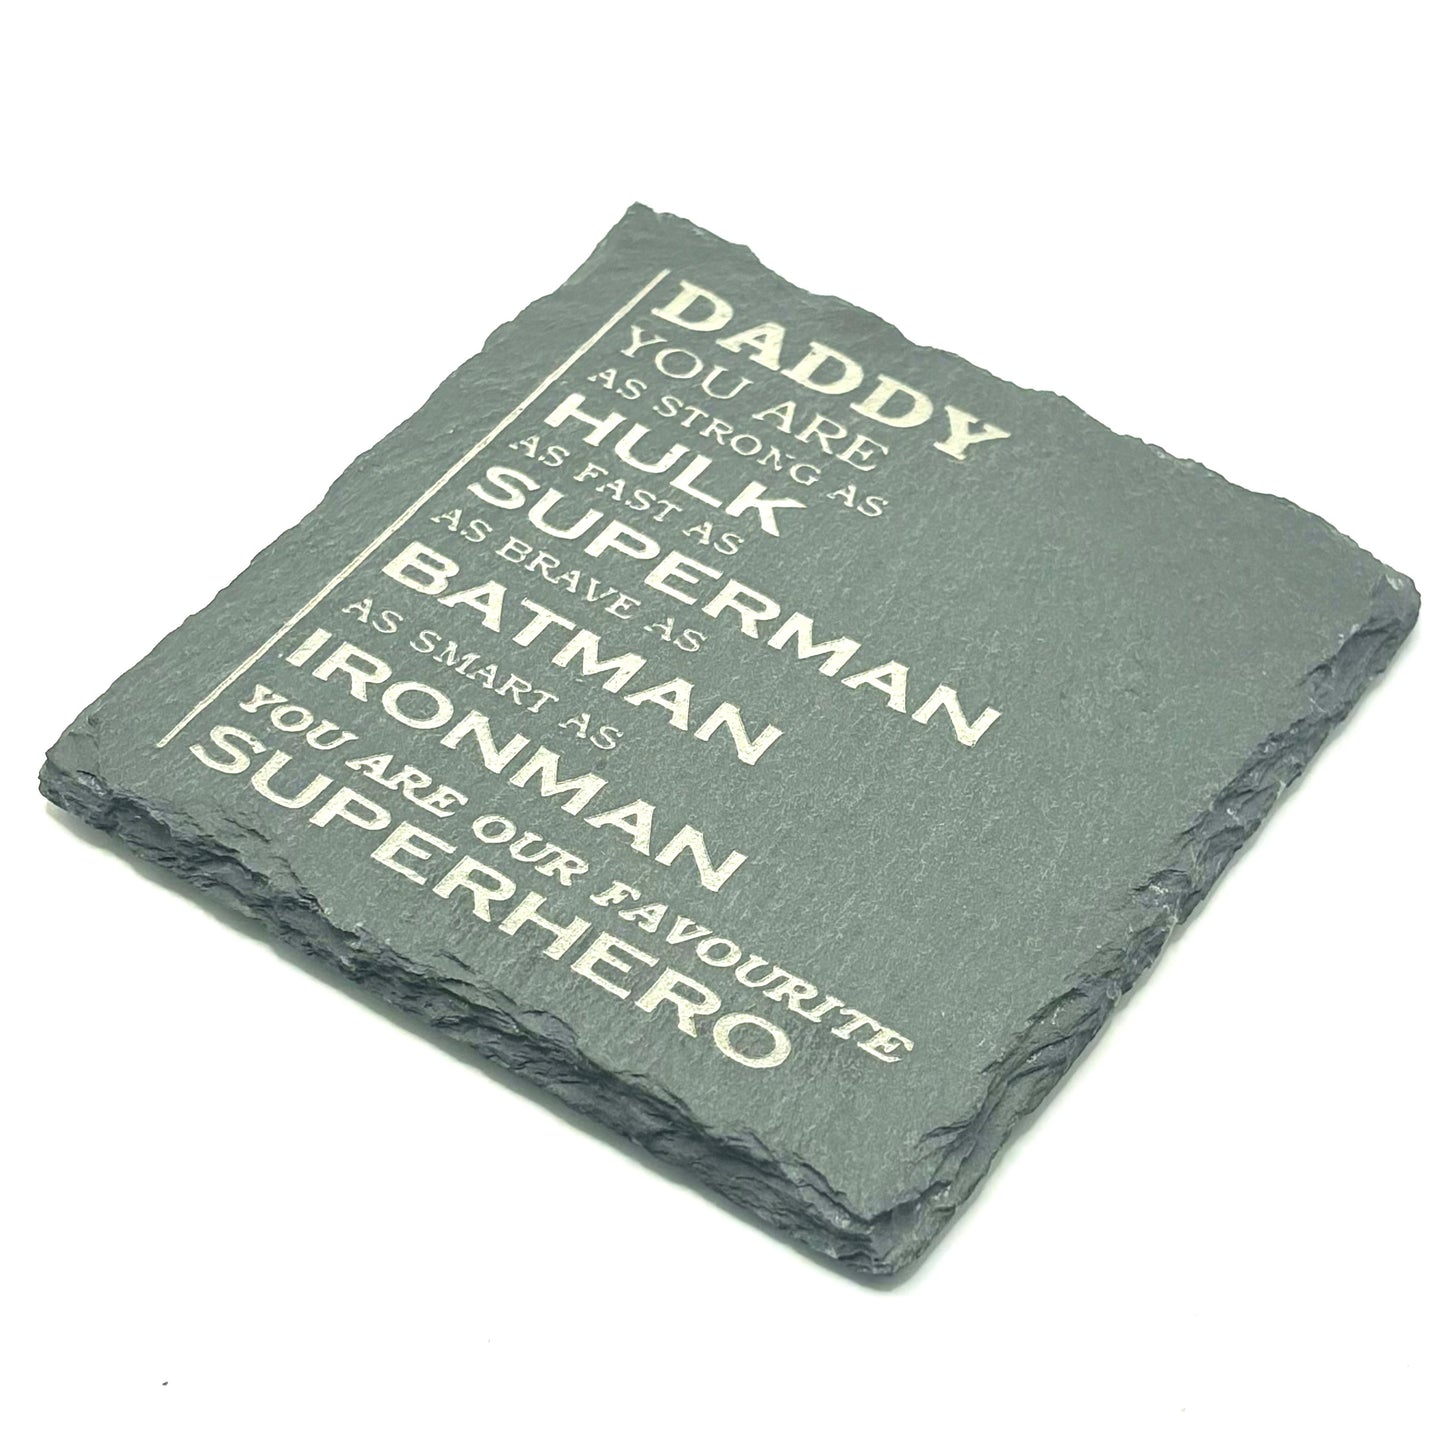 DADDY
YOU ARE
AS STRONG AS
HULK
AS FAST AS
SUPERMAN
AS BRAVE AS
BATMAN
AS SMART AS
IRONMAN
YOU ARE OUR FAVOURITE
SUPERHERO